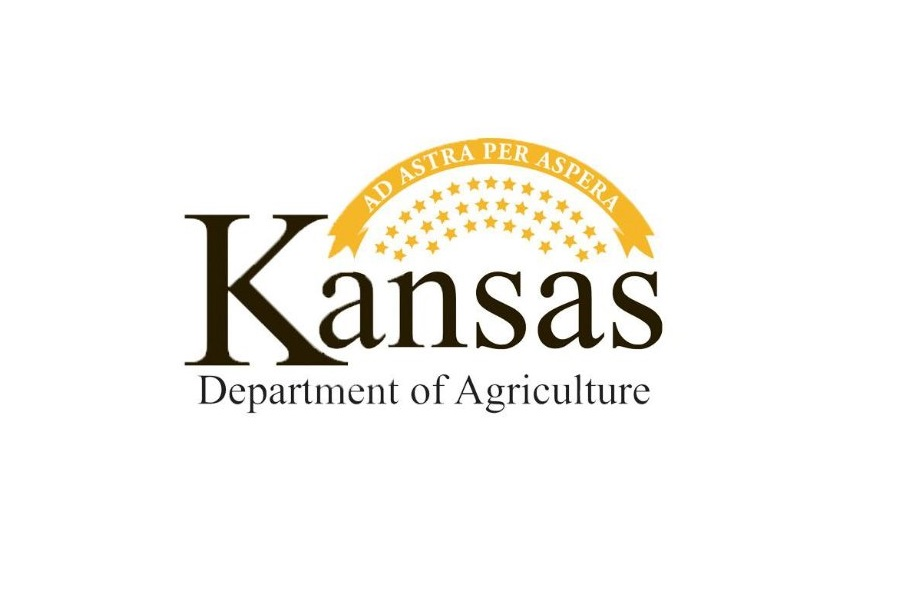 AD ASTRA PER ASPERA
Kansas
Department of Agriculture